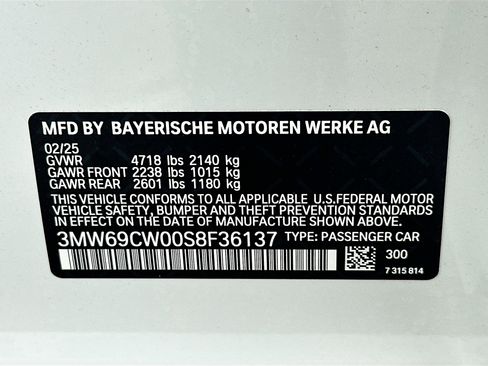 MFD BY BAYERISCHE MOTOREN WERKE AG
02/25
GVWR 4718 lbs 2140 kg
GAWR FRONT 2238 lbs 1015 kg
GAWR REAR 2601 lbs 1180 kg
THIS VEHICLE CONFORMS TO ALL APPLICABLE U.S.FEDERAL MOTOR
VEHICLE SAFETY, BUMPER AND THEFT PREVENTION STANDARDS
IN EFFECT ON THE DATE OF MANUFACTURE SHOWN ABOVE.
3MW69CW00S8F36137 TYPE: PASSENGER CAR
300
7 315 814